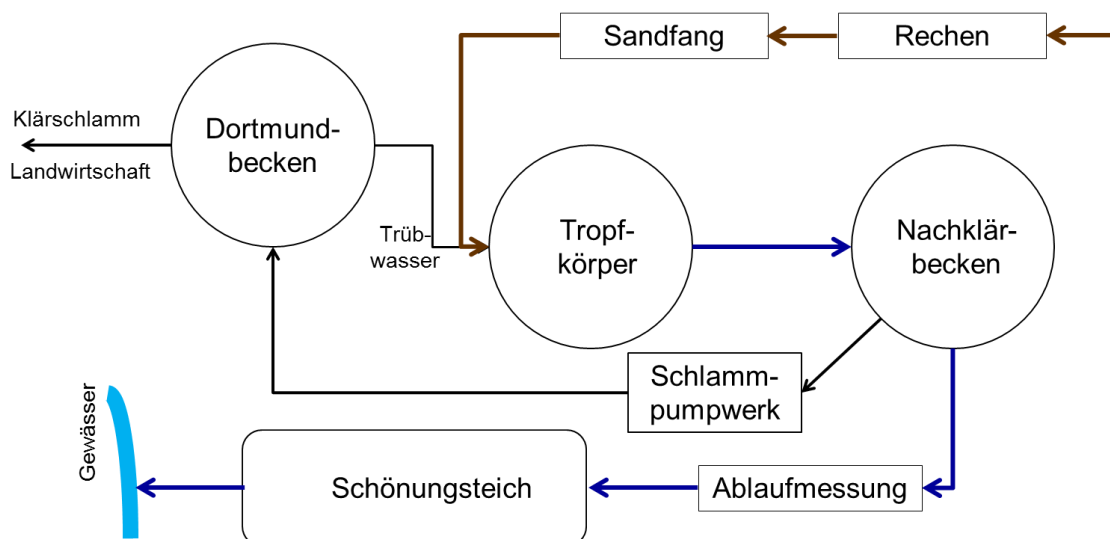 Sandfang
Rechen
Klärschlamm
Landwirtschaft
Dortmund-
becken
Trüb-
wasser
Tropf-
körper
Nachklär-
becken
Schlamm-
pumpwerk
Gewässer
Schönungsteich
Ablaufmessung